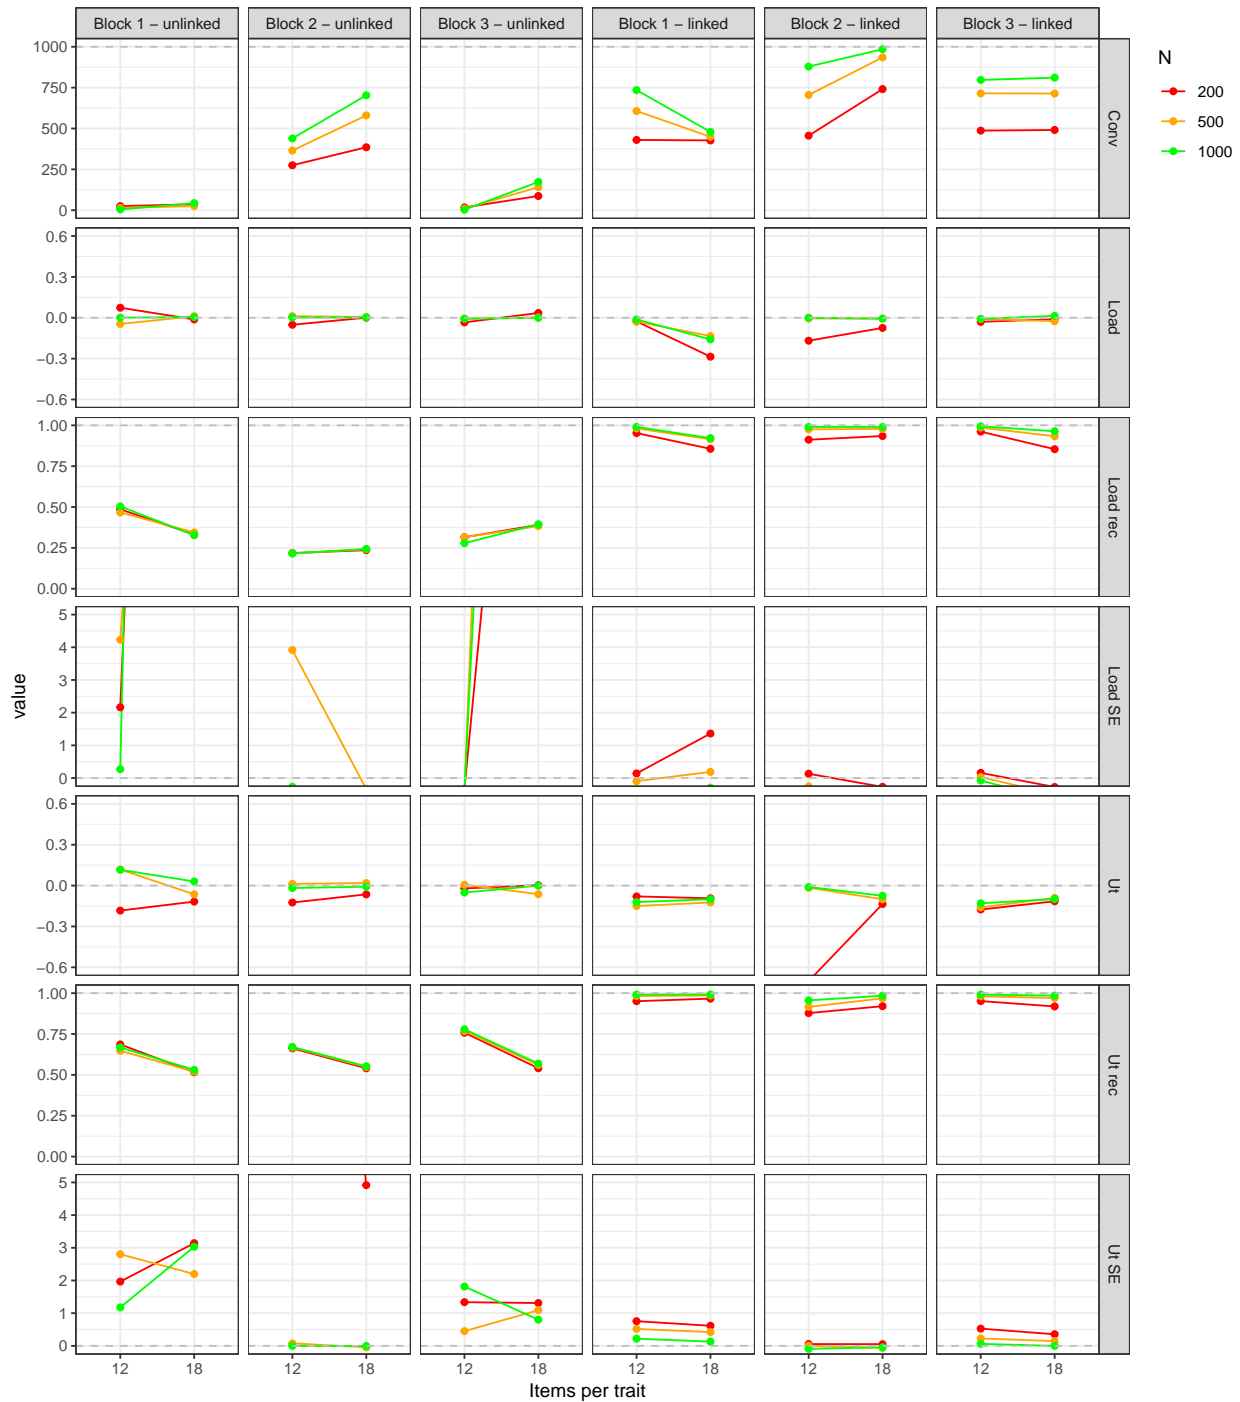 Block 1 − unlinked
Block 2 − unlinked
Block 3 − unlinked
Block 1 − linked
Block 2 − linked
Block 3 − linked
1000
750
500
250
0
Conv
0.6
0.3
0.0
−0.3
−0.6
Load
1.00
0.75
0.50
0.25
0.00
Load rec
5
4
3
2
1
0
Load SE
0.6
0.3
0.0
−0.3
−0.6
Ut
1.00
0.75
0.50
0.25
0.00
Ut rec
5
4
3
2
1
0
Ut SE
12 18
12 18
12 18
12 18
12 18
12 18
Items per trait
value
N
200
500
1000